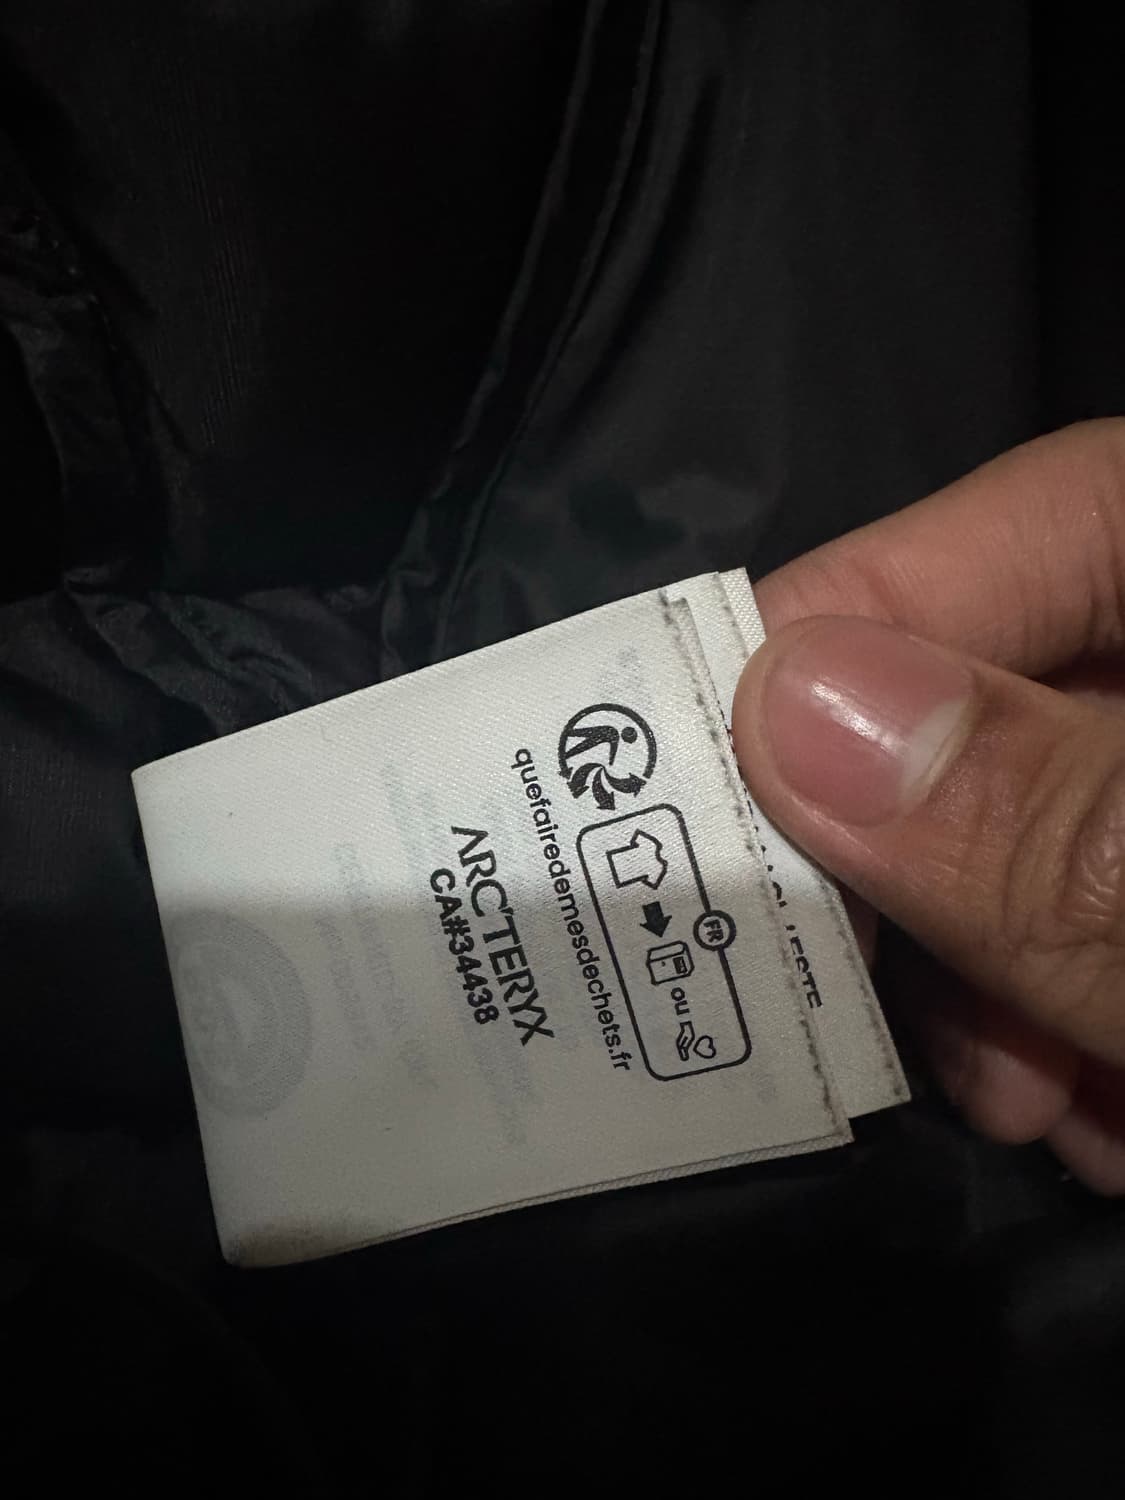 FR
ou
quefairedemesdechets.fr
ARC'TERYX
CA#34438